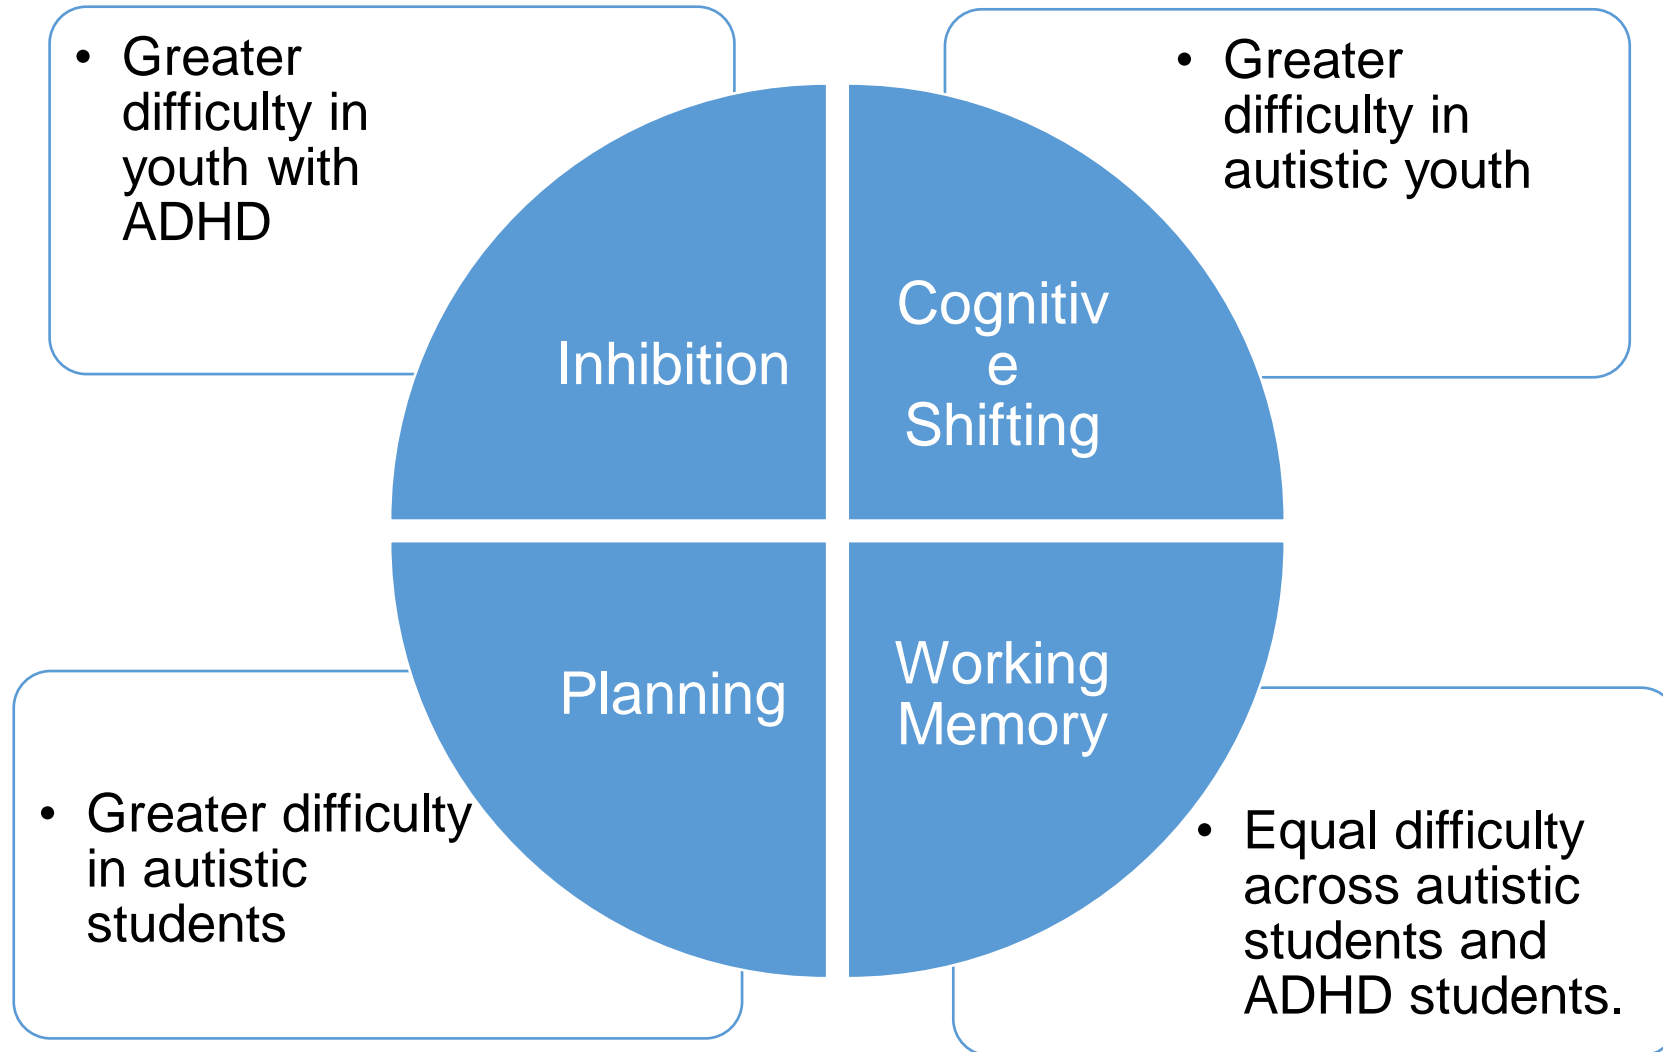 • Greater
difficulty in
youth with
ADHD
• Greater
difficulty in
autistic youth
Inhibition
Cognitiv
e
Shifting
Planning
Working
Memory
• Greater difficulty
in autistic
students
• Equal difficulty
across autistic
students and
ADHD students.